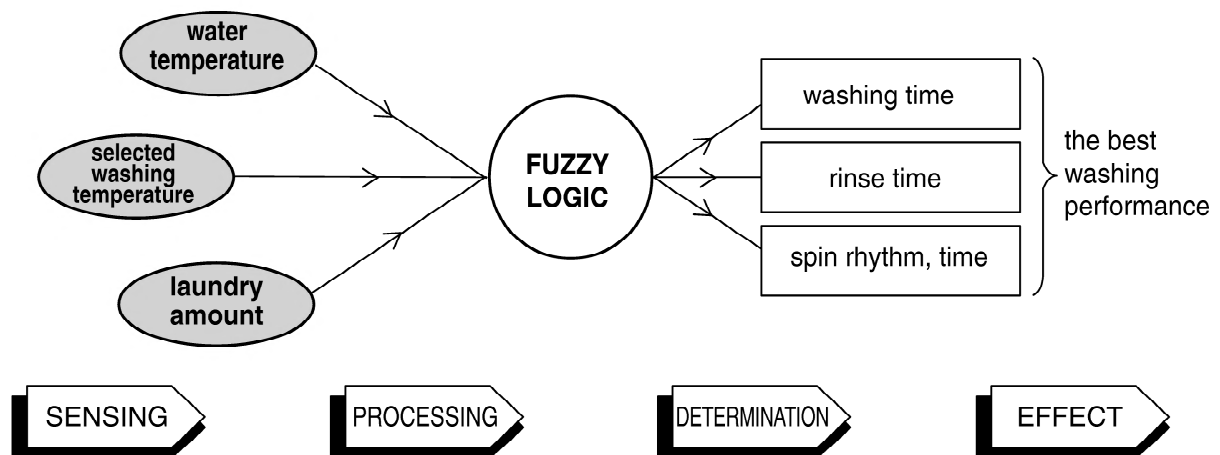 water
temperature
selected
washing
temperature
laundry
amount
FUZZY
LOGIC
washing time
rinse time
spin rhythm, time
the best
washing
performance
SENSING
PROCESSING
DETERMINATION
EFFECT